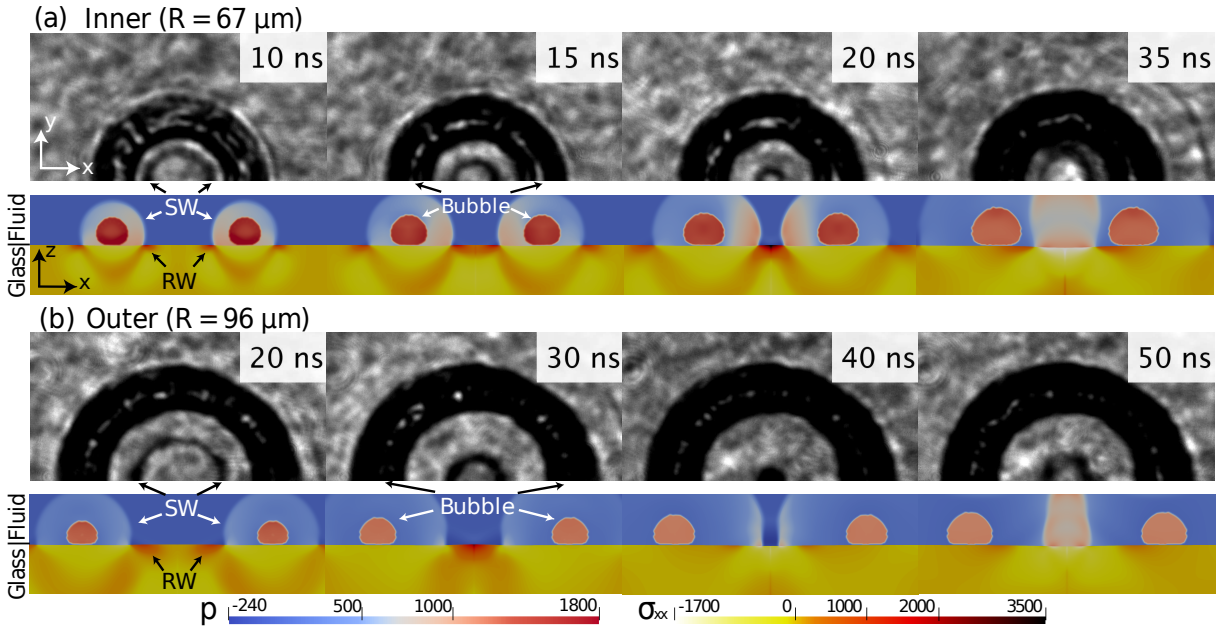 (a) Inner (R = 67 μm)
10 ns
15 ns
20 ns
35 ns
y
x
SW
Bubble
Glass|Fluid
z
x
RW
(b) Outer (R = 96 μm)
20 ns
30 ns
40 ns
50 ns
SW
Bubble
Glass|Fluid
RW
p
-240 500 1000 1800
σxx
-1700 0 1000 2000 3500